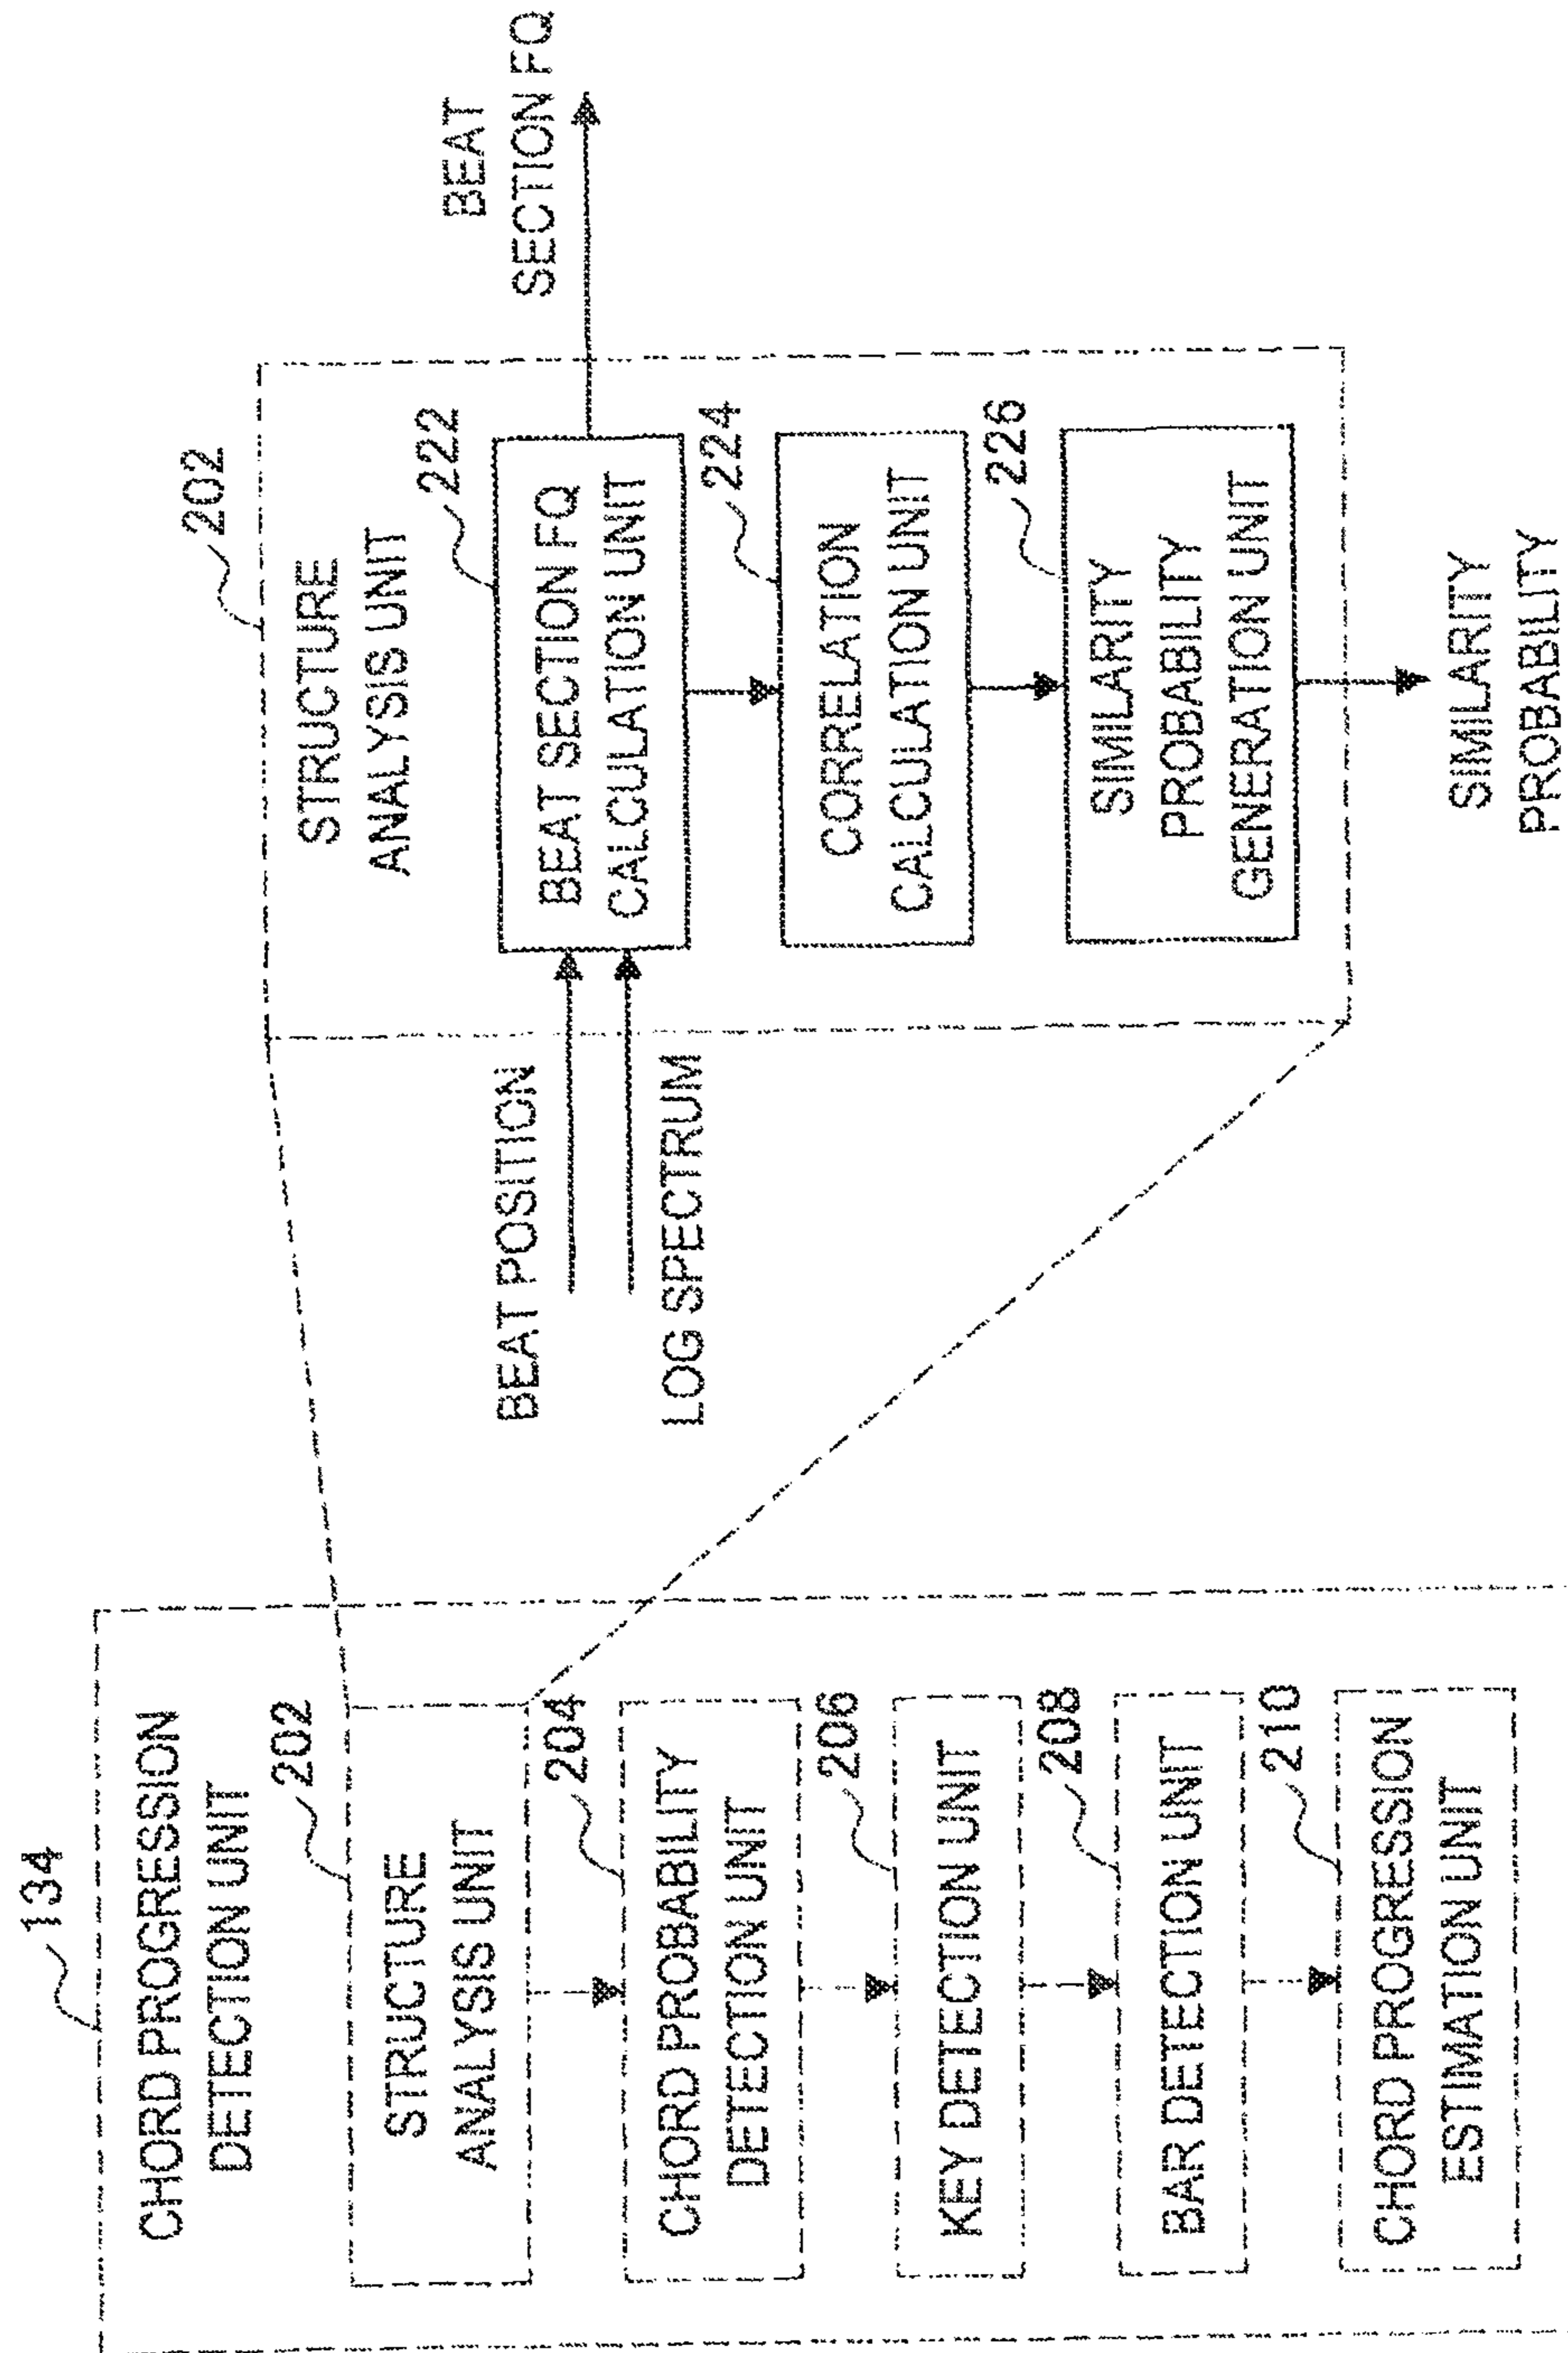 134
CHORD PROGRESSION
DETECTION UNIT
202
STRUCTURE
ANALYSIS UNIT
204
CHORD PROBABILITY
DETECTION UNIT
206
KEY DETECTION UNIT
208
BAR DETECTION UNIT
210
CHORD PROGRESSION
ESTIMATION UNIT
BEAT POSITION
LOG SPECTRUM
202
STRUCTURE
ANALYSIS UNIT
222
BEAT SECTION FQ
CALCULATION UNIT
224
CORRELATION
CALCULATION UNIT
226
SIMILARITY
PROBABILITY
GENERATION UNIT
BEAT
SECTION FQ
SIMILARITY
PROBABILITY